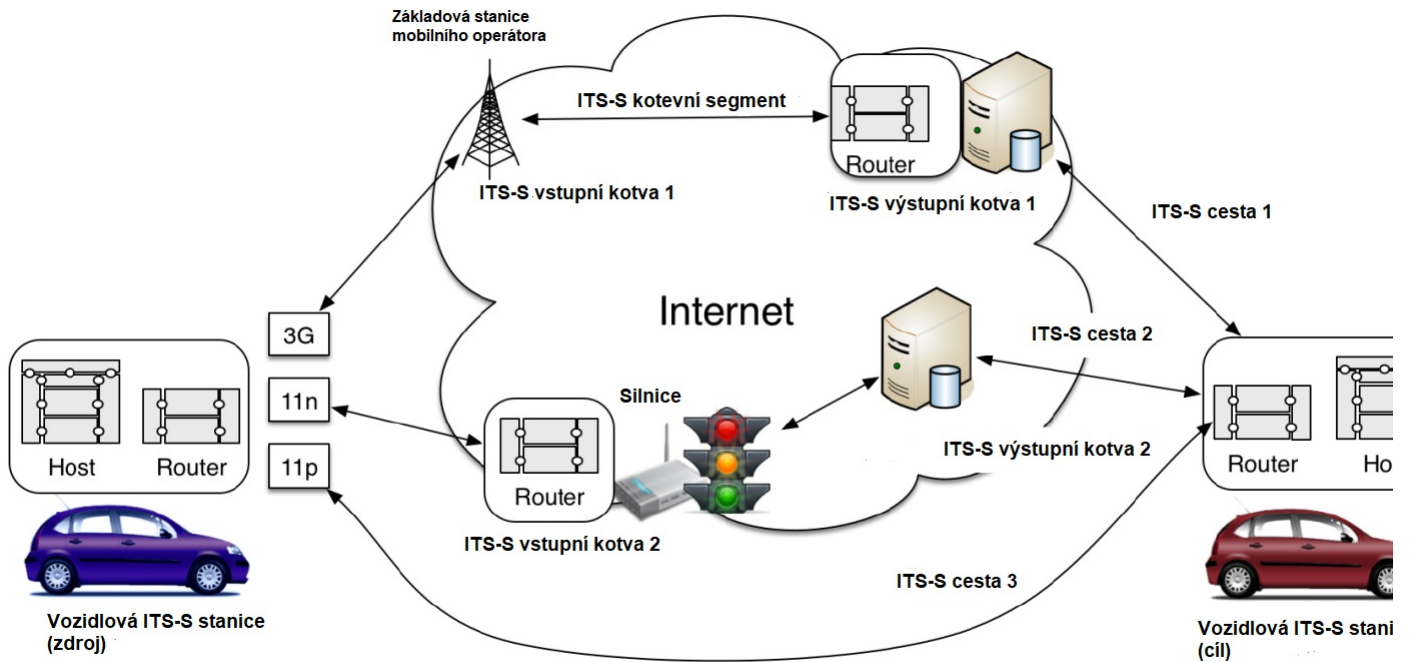 Základová stanice
mobilního operátora
ITS-S kotevní segment
Router
ITS-S vstupní kotva 1
ITS-S výstupní kotva 1
ITS-S cesta 1
Internet
3G
ITS-S cesta 2
11n
Silnice
Host
Router
11p
Router
ITS-S výstupní kotva 2
Router
Ho
ITS-S vstupní kotva 2
ITS-S cesta 3
Vozidlová ITS-S stanice
(zdroj)
Vozidlová ITS-S stani
(cíl)